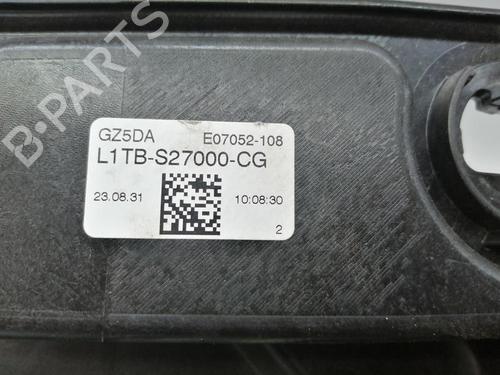 B-PARTS
GZ5DA E07052-108
L1TB-S27000-CG
23.08.31 10:08:30
2